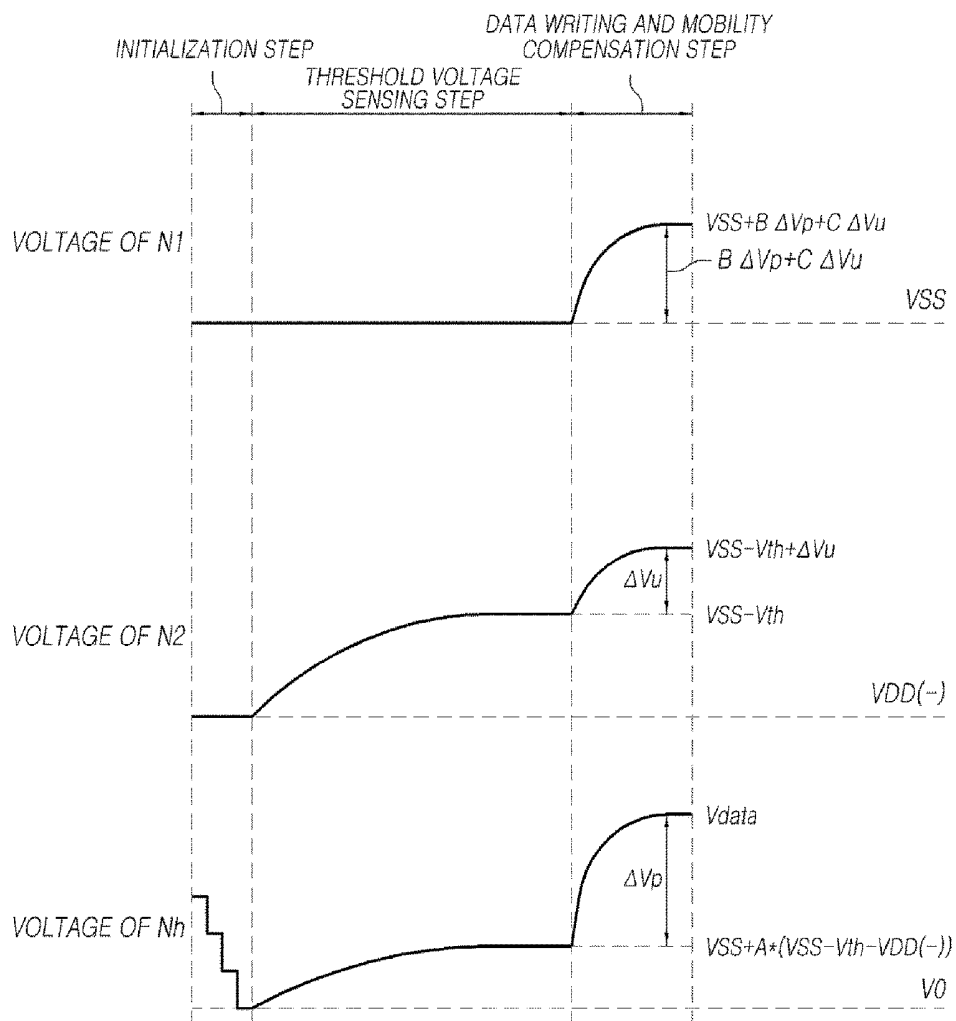 DATA WRITING AND MOBILITY
COMPENSATION STEP
INITIALIZATION STEP
THRESHOLD VOLTAGE
SENSING STEP
VOLTAGE OF N1
VSS+B ΔVp+C ΔVu
B ΔVp+C ΔVu
VSS
VOLTAGE OF N2
VSS-Vth+ΔVu
ΔVu
VSS-Vth
VDD(-)
VOLTAGE OF Nh
Vdata
ΔVp
VSS+A*(VSS-Vth-VDD(-))
V0